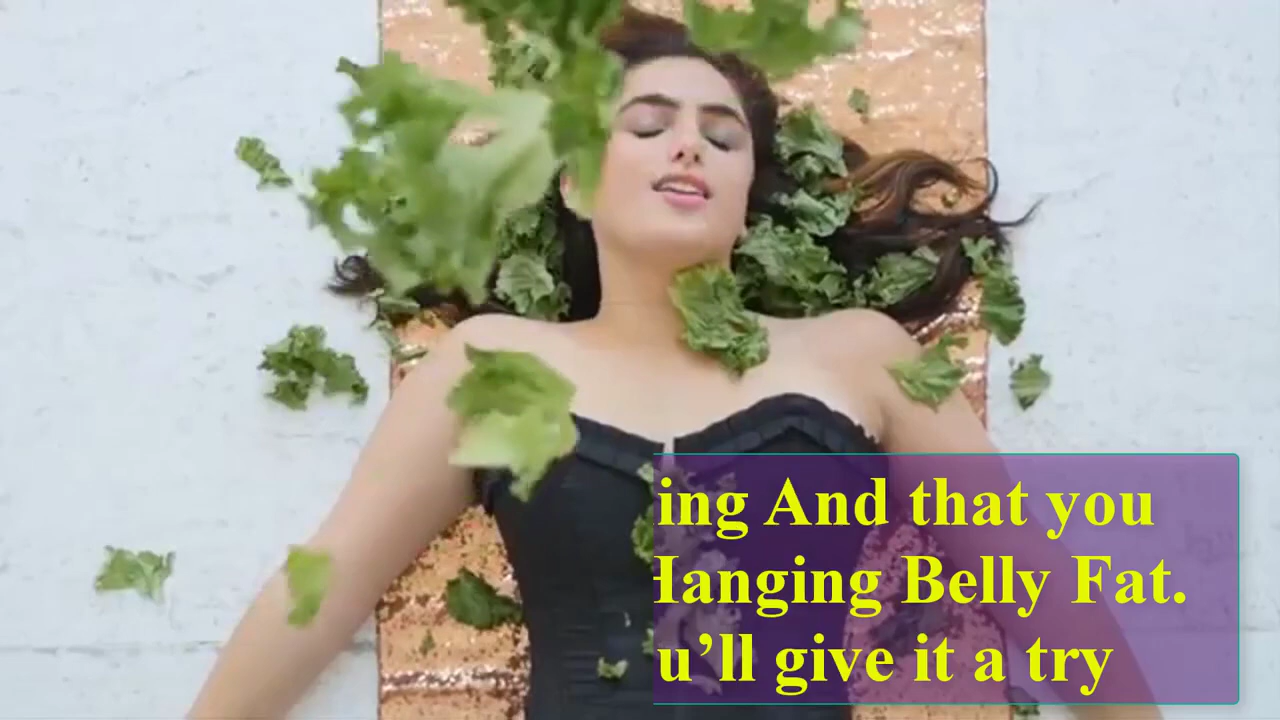 ing And that you
Hanging Belly Fat.
u’ll give it a try